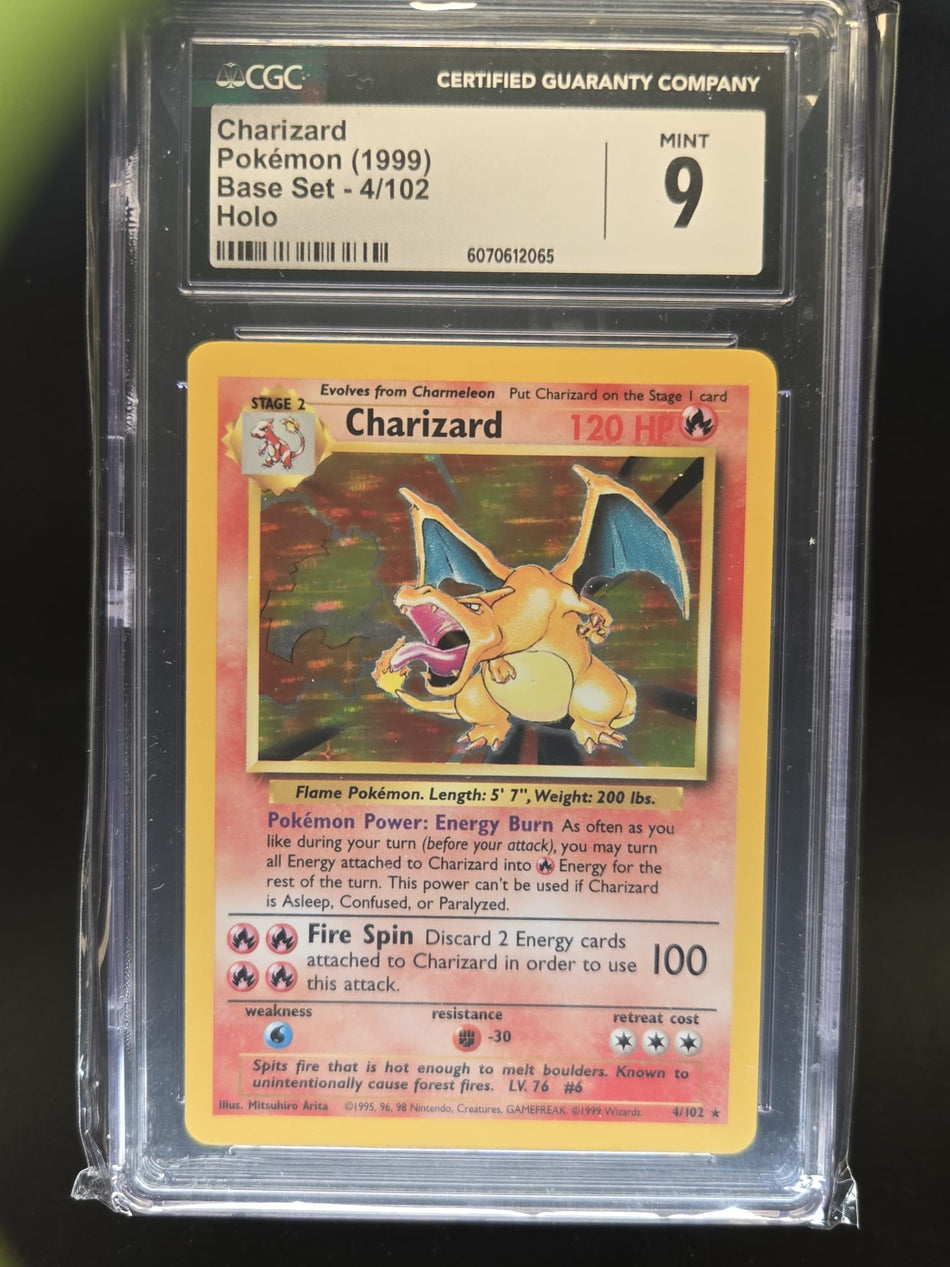 CGC
CERTIFIED GUARANTY COMPANY
Charizard
Pokémon (1999)
Base Set - 4/102
Holo
MINT
9
6070612065
Evolves from Charmeleon Put Charizard on the Stage 1 card
STAGE 2
Charizard 120 HP
Flame Pokémon. Length: 5' 7", Weight: 200 lbs.
Pokémon Power: Energy Burn As often as you
like during your turn (before your attack), you may turn
all Energy attached to Charizard into Energy for the
rest of the turn. This power can't be used if Charizard
is Asleep, Confused, or Paralyzed.
Fire Spin Discard 2 Energy cards
attached to Charizard in order to use
this attack.
100
weakness resistance retreat cost
-30
Spits fire that is hot enough to melt boulders. Known to
unintentionally cause forest fires. LV. 76 #6
Illus. Mitsuhiro Arita ©1995, 96, 98 Nintendo, Creatures, GAMEFREAK. ©1999 Wizards. 4/102 ★